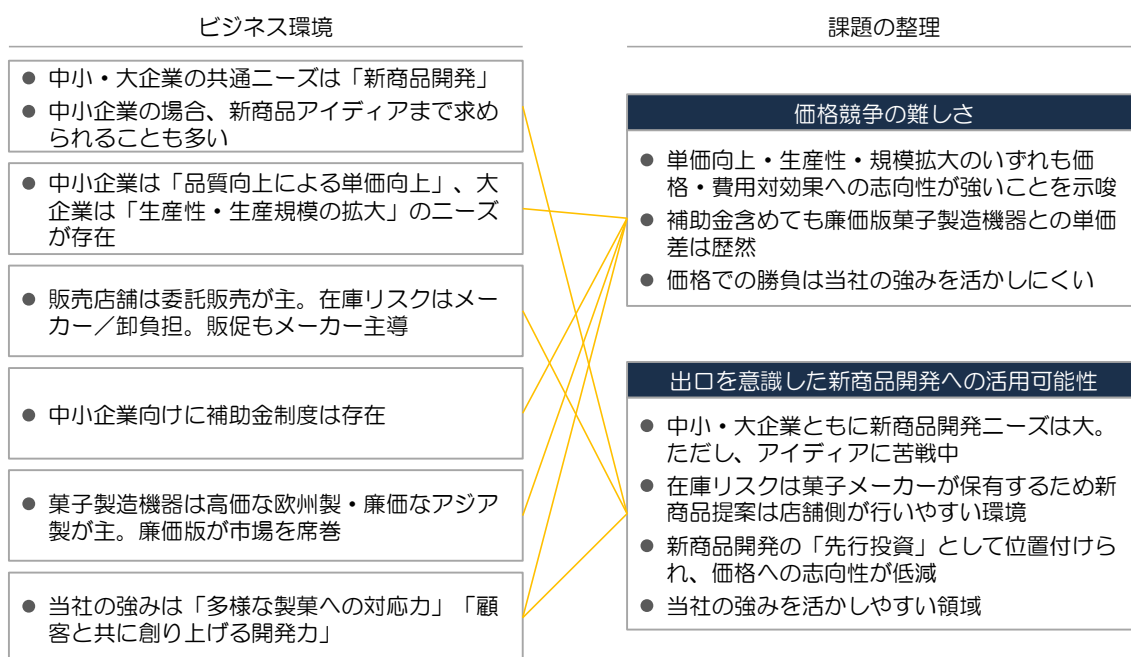 ビジネス環境
● 中小・大企業の共通ニーズは「新商品開発」
● 中小企業の場合、新商品アイディアまで求め
られることも多い
● 中小企業は「品質向上による単価向上」、大
企業は「生産性・生産規模の拡大」のニーズ
が存在
● 販売店舗は委託販売が主。在庫リスクはメー
カー／卸負担。販促もメーカー主導
● 中小企業向けに補助金制度は存在
● 菓子製造機器は高価な欧州製・廉価なアジア
製が主。廉価版が市場を席巻
● 当社の強みは「多様な製菓への対応力」「顧
客と共に創り上げる開発力」
課題の整理
価格競争の難しさ
● 単価向上・生産性・規模拡大のいずれも価
格・費用対効果への志向性が強いことを示唆
● 補助金含めても廉価版菓子製造機器との単価
差は歴然
● 価格での勝負は当社の強みを活かしにくい
出口を意識した新商品開発への活用可能性
● 中小・大企業ともに新商品開発ニーズは大。
ただし、アイディアに苦戦中
● 在庫リスクは菓子メーカーが保有するため新
商品提案は店舗側が行いやすい環境
● 新商品開発の「先行投資」として位置付けら
れ、価格への志向性が低減
● 当社の強みを活かしやすい領域